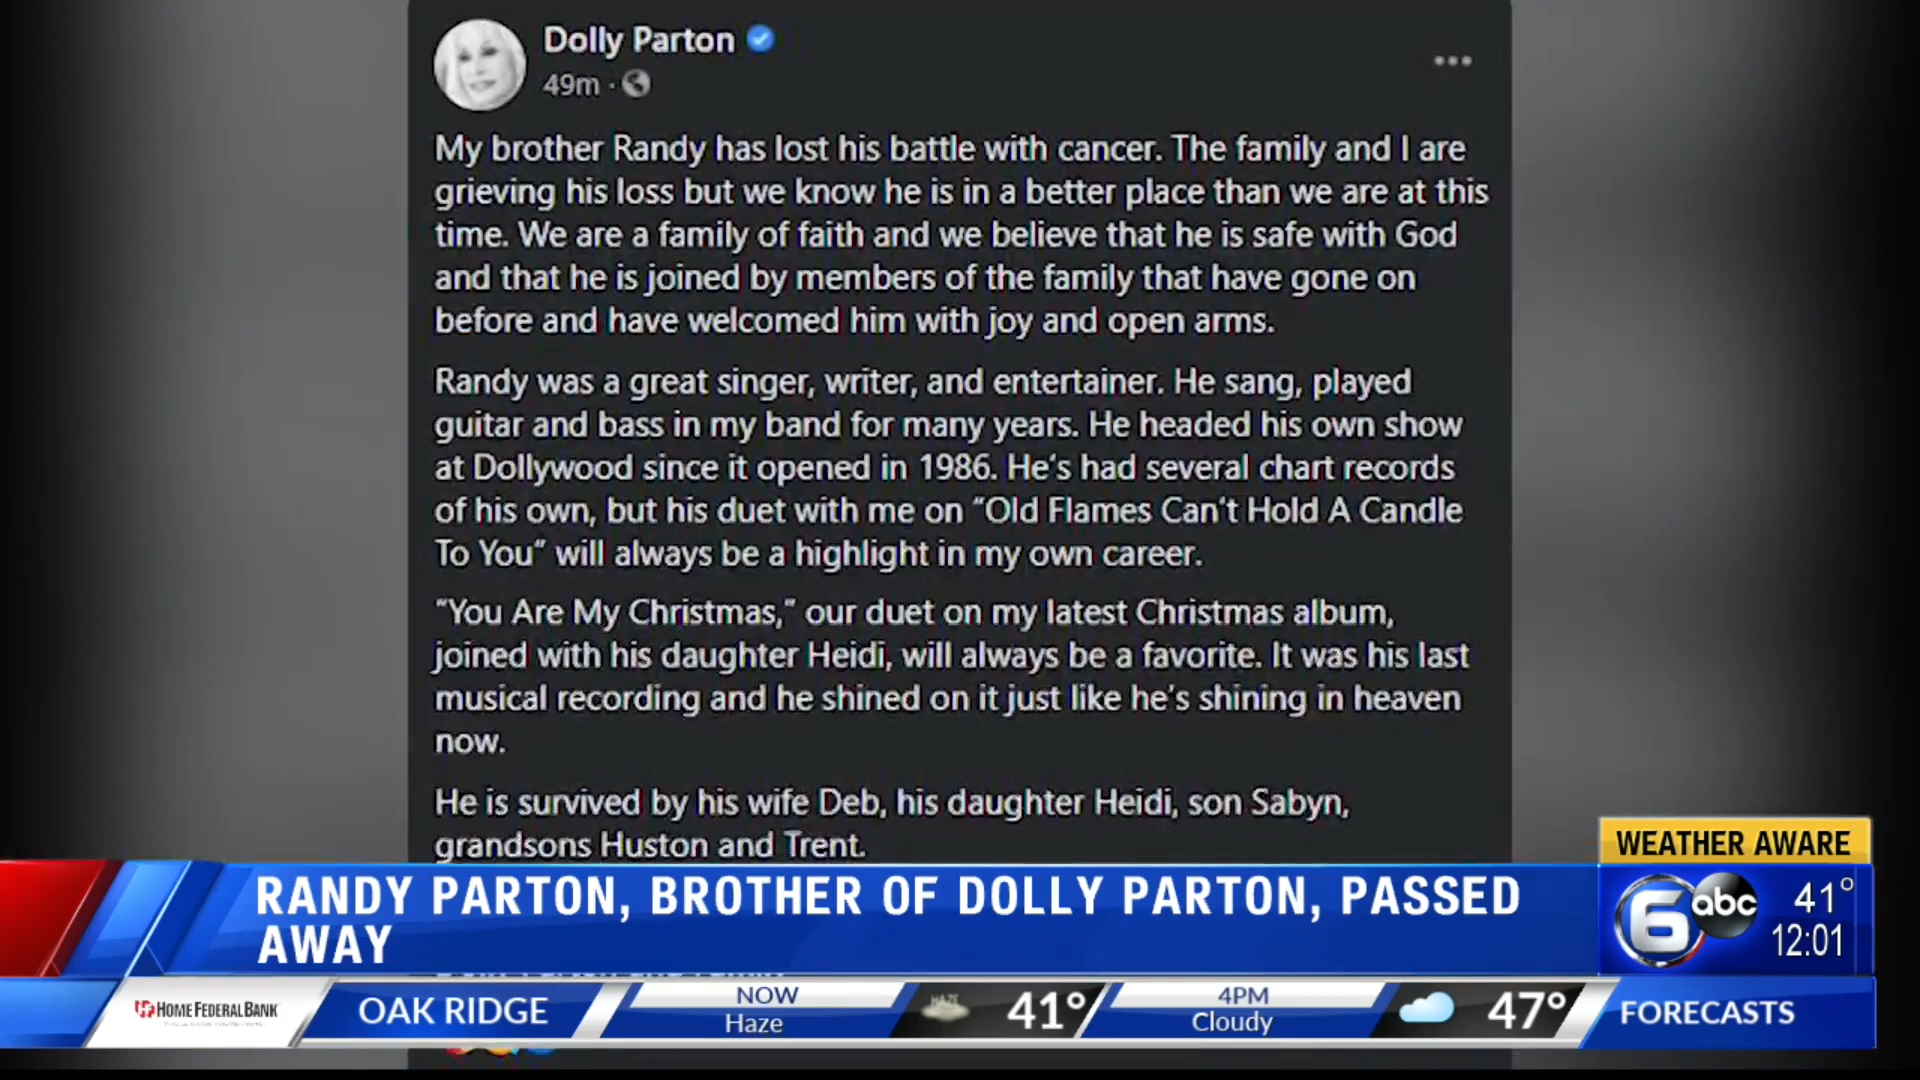 Dolly Parton
49m ·
My brother Randy has lost his battle with cancer. The family and I are
grieving his loss but we know he is in a better place than we are at this
time. We are a family of faith and we believe that he is safe with God
and that he is joined by members of the family that have gone on
before and have welcomed him with joy and open arms.
Randy was a great singer, writer, and entertainer. He sang, played
guitar and bass in my band for many years. He headed his own show
at Dollywood since it opened in 1986. He's had several chart records
of his own, but his duet with me on "Old Flames Can't Hold A Candle
To You" will always be a highlight in my own career.
"You Are My Christmas," our duet on my latest Christmas album,
joined with his daughter Heidi, will always be a favorite. It was his last
musical recording and he shined on it just like he's shining in heaven
now.
He is survived by his wife Deb, his daughter Heidi, son Sabyn,
grandsons Huston and Trent.
WEATHER AWARE
RANDY PARTON, BROTHER OF DOLLY PARTON, PASSED
AWAY
6 abc 41°
12:01
HOME FEDERAL BANK
OAK RIDGE
NOW
Haze
HAZE
41°
4PM
Cloudy
47°
FORECASTS